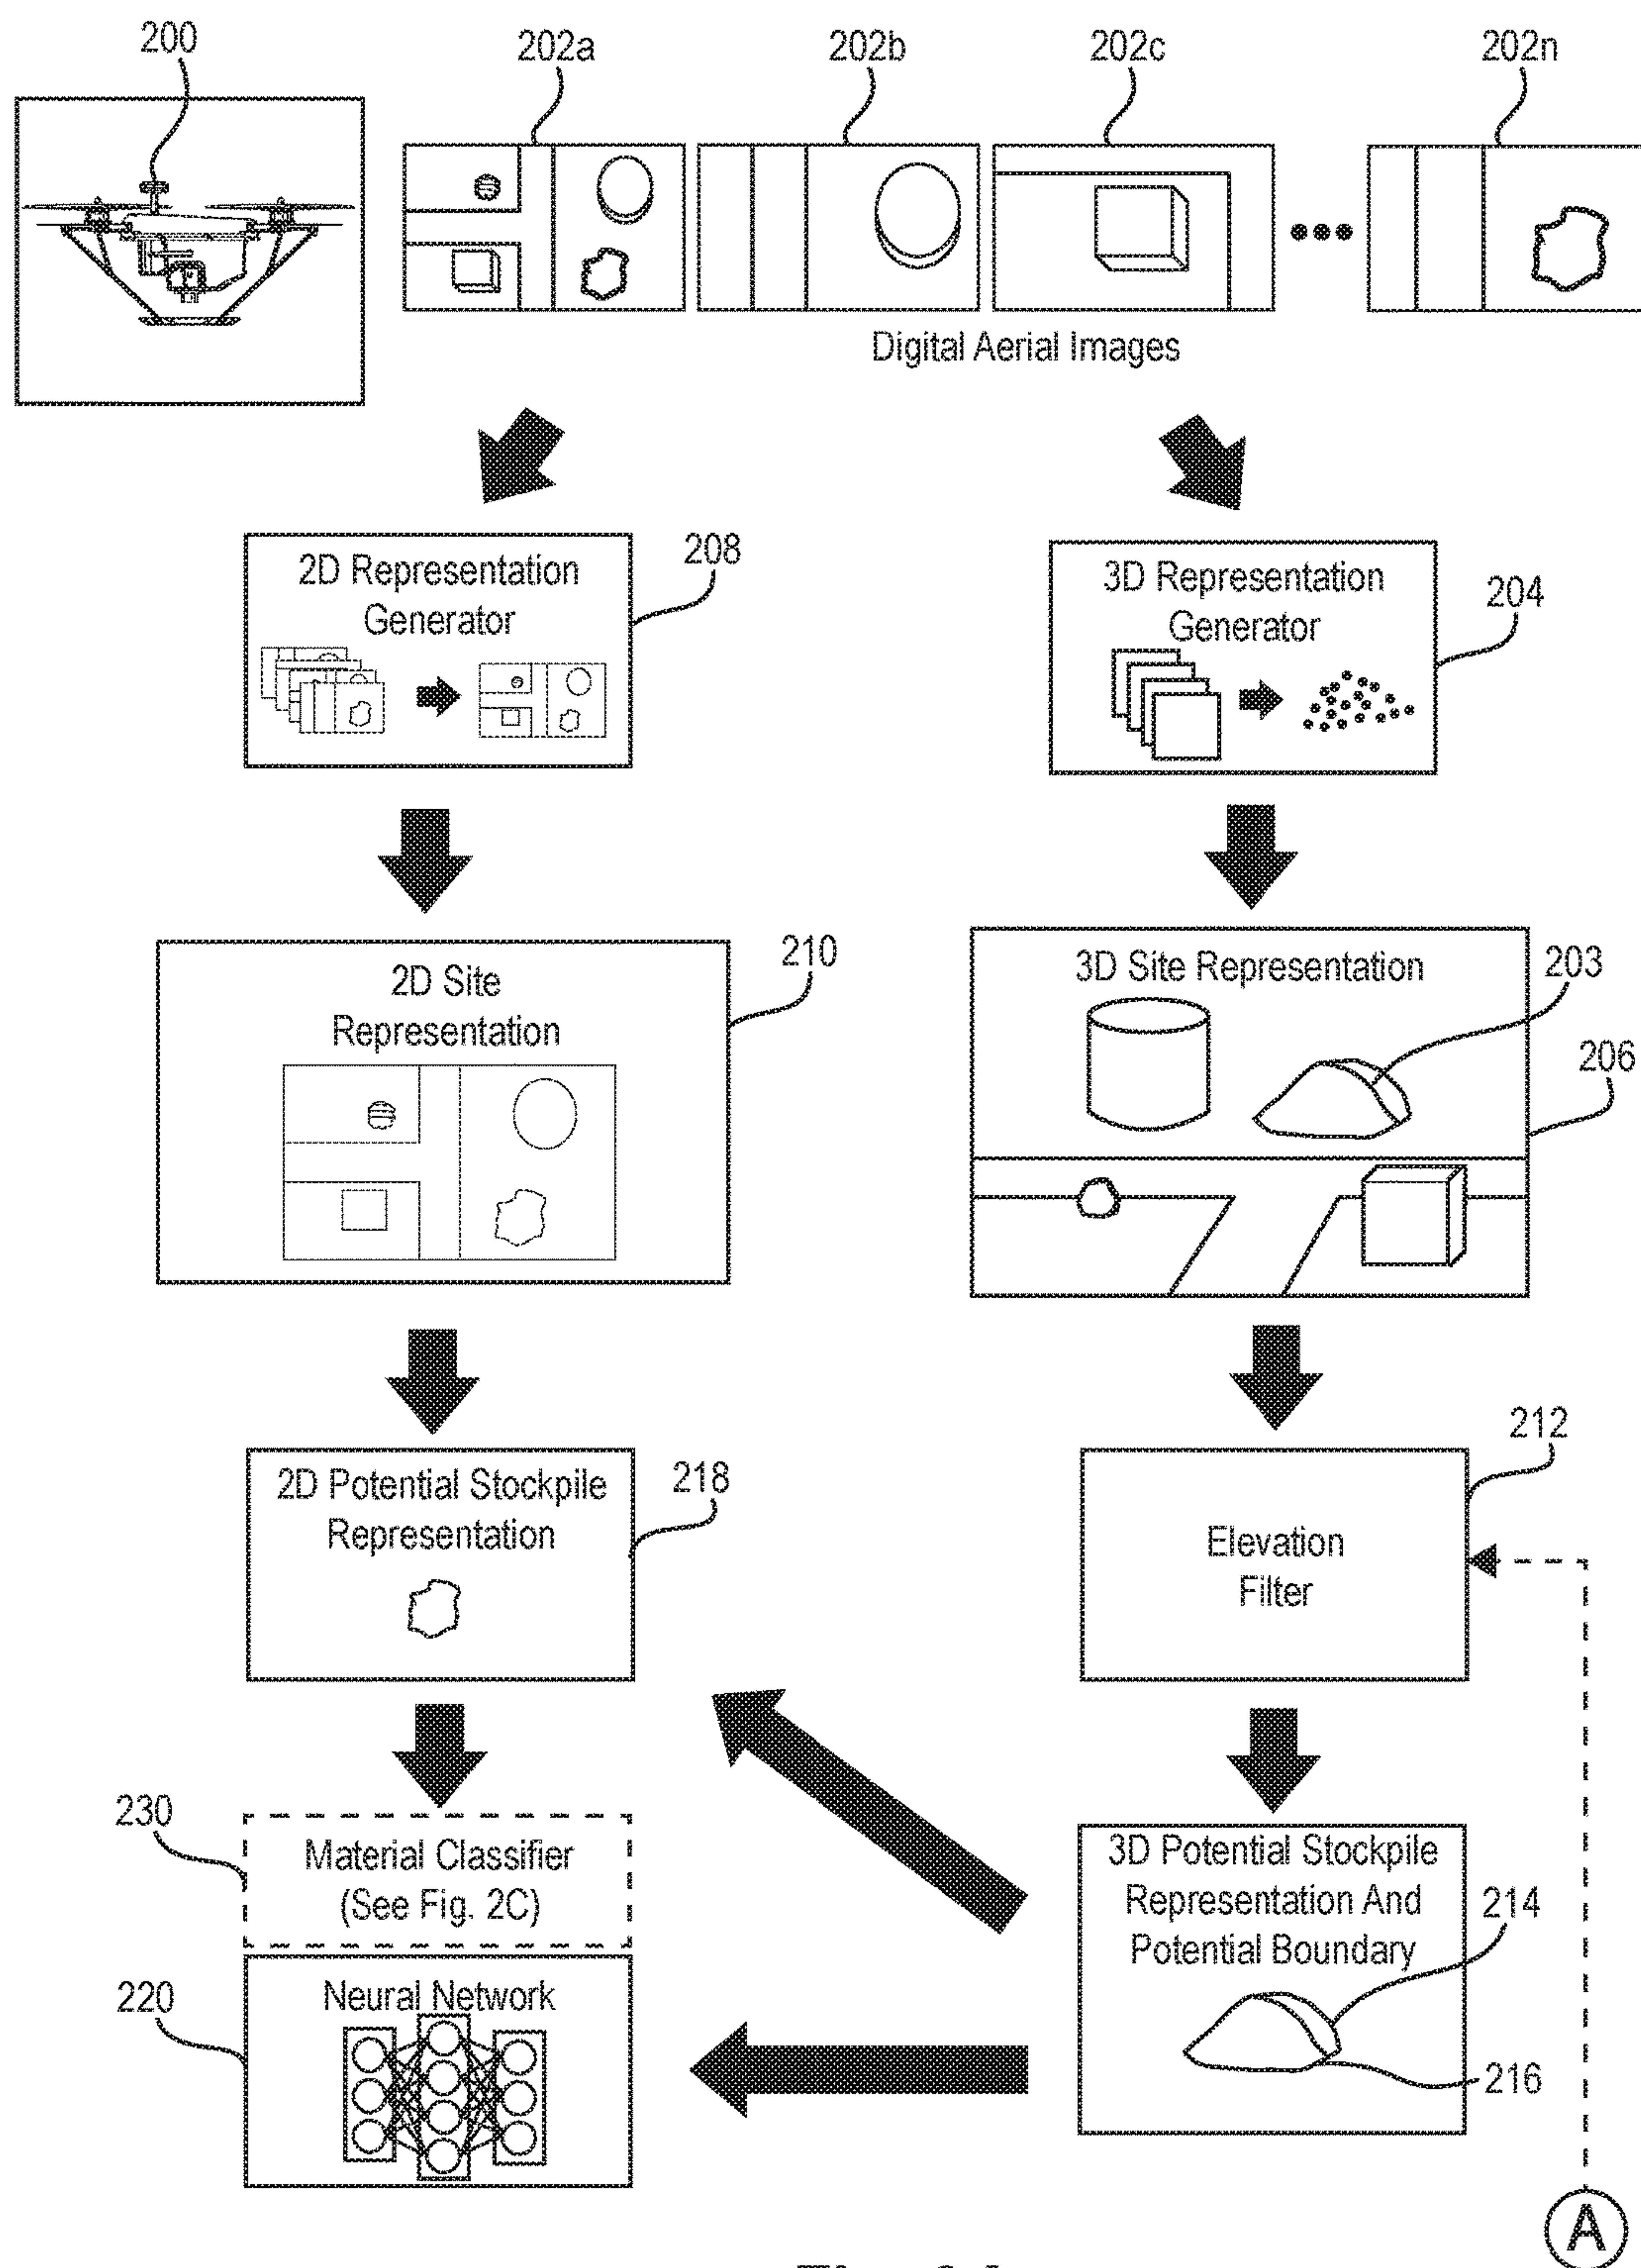 200
202a
202b
202c
202n
Digital Aerial Images
2D Representation
Generator
208
3D Representation
Generator
204
2D Site
Representation
210
3D Site Representation
203
206
2D Potential Stockpile
Representation
218
Elevation
Filter
212
230
Material Classifier
(See Fig. 2C)
220
Neural Network
3D Potential Stockpile
Representation And
Potential Boundary
214
216
A